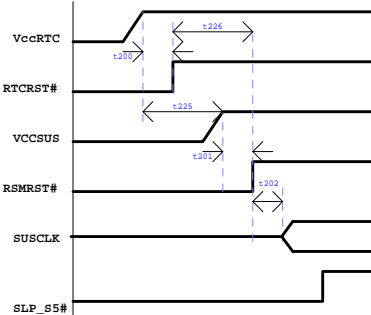 t226
VccRTC
t200
RTCRST#
t225
VCCSUS
t201
RSMRST#
t202
SUSCLK
SLP_S5#